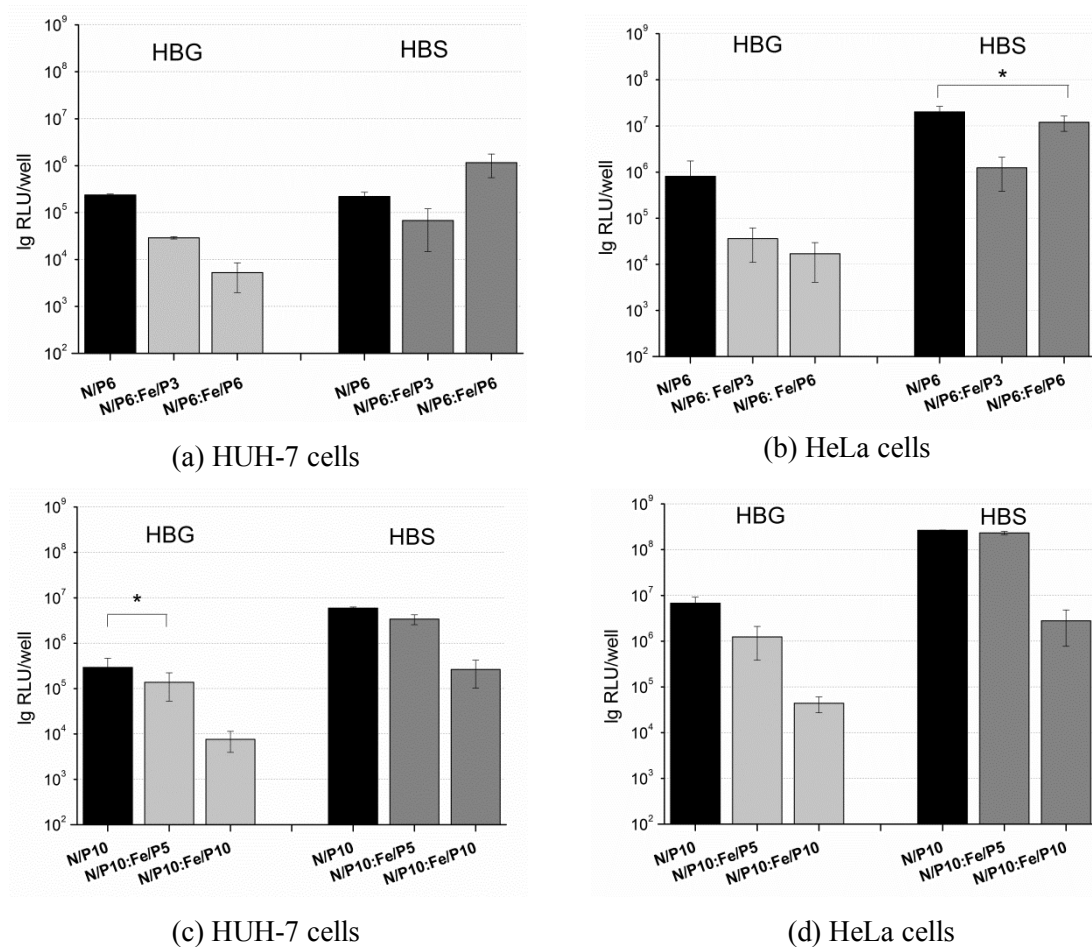 HBG
HBS
lg RLU/well
10⁹
10⁸
10⁷
10⁶
10⁵
10⁴
10³
10²
N/P6
N/P6:Fe/P3
N/P6:Fe/P6
N/P6
N/P6:Fe/P3
N/P6:Fe/P6
(a) HUH-7 cells
HBG
HBS
*
lg RLU/well
10⁹
10⁸
10⁷
10⁶
10⁵
10⁴
10³
10²
N/P6
N/P6: Fe/P3
N/P6: Fe/P6
N/P6
N/P6:Fe/P3
N/P6:Fe/P6
(b) HeLa cells
HBG
HBS
*
lg RLU/well
10⁹
10⁸
10⁷
10⁶
10⁵
10⁴
10³
10²
N/P10
N/P10:Fe/P5
N/P10:Fe/P10
N/P10
N/P10:Fe/P5
N/P10:Fe/P10
(c) HUH-7 cells
HBG
HBS
lg RLU/well
10⁹
10⁸
10⁷
10⁶
10⁵
10⁴
10³
10²
N/P10
N/P10:Fe/P5
N/P10:Fe/P10
N/P10
N/P10:Fe/P5
N/P10:Fe/P10
(d) HeLa cells